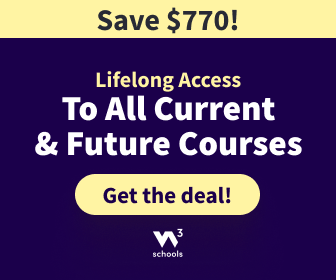 Save $770!
Lifelong Access
To All Current
& Future Courses
Get the deal!
w3
schools